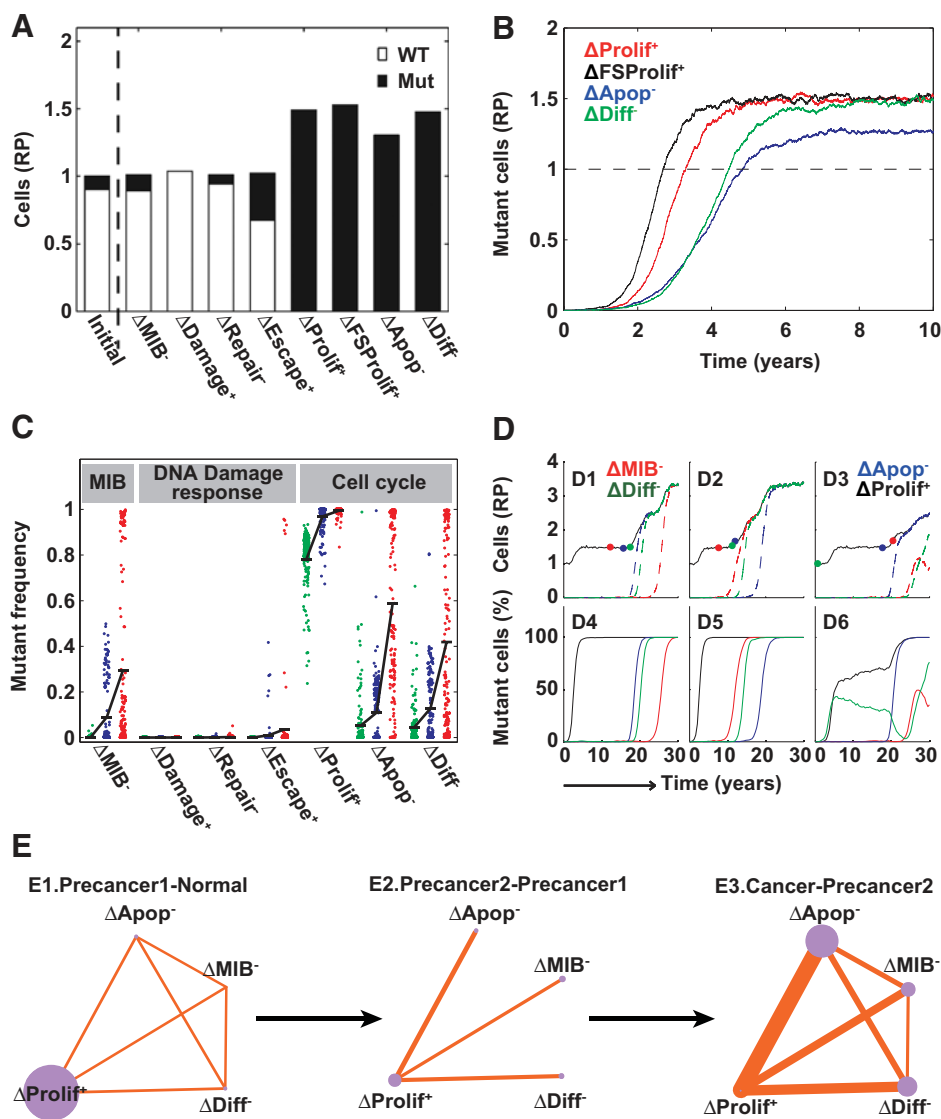 A
2
1.5
1
0.5
0
Cells (RP)
WT
Mut
Initial
ΔMIB⁻
ΔDamage⁺
ΔRepair⁻
ΔEscape⁺
ΔProlif⁺
ΔFSProlif⁺
ΔApop⁻
ΔDiff⁻
B
2
1.5
1
0.5
0
Mutant cells (RP)
ΔProlif⁺
ΔFSProlif⁺
ΔApop⁻
ΔDiff⁻
0 2 4 6 8 10
Time (years)
C
MIB
DNA Damage
response
Cell cycle
1
0.8
0.6
0.4
0.2
0
Mutant frequency
ΔMIB⁻
ΔDamage⁺
ΔRepair⁻
ΔEscape⁺
ΔProlif⁺
ΔApop⁻
ΔDiff⁻
D
4
3
2
1
0
Cells (RP)
D1
ΔMIB⁻
ΔDiff⁻
D2
D3
ΔApop⁻
ΔProlif⁺
100
50
0
Mutant cells (%)
D4
D5
D6
10 20 30
10 20 30
10 20 30
Time (years)
E
E1.Precancer1-Normal
ΔApop⁻
ΔMIB⁻
ΔProlif⁺
ΔDiff⁻
E2.Precancer2-Precancer1
ΔApop⁻
ΔMIB⁻
ΔProlif⁺
ΔDiff⁻
E3.Cancer-Precancer2
ΔApop⁻
ΔMIB⁻
ΔProlif⁺
ΔDiff⁻